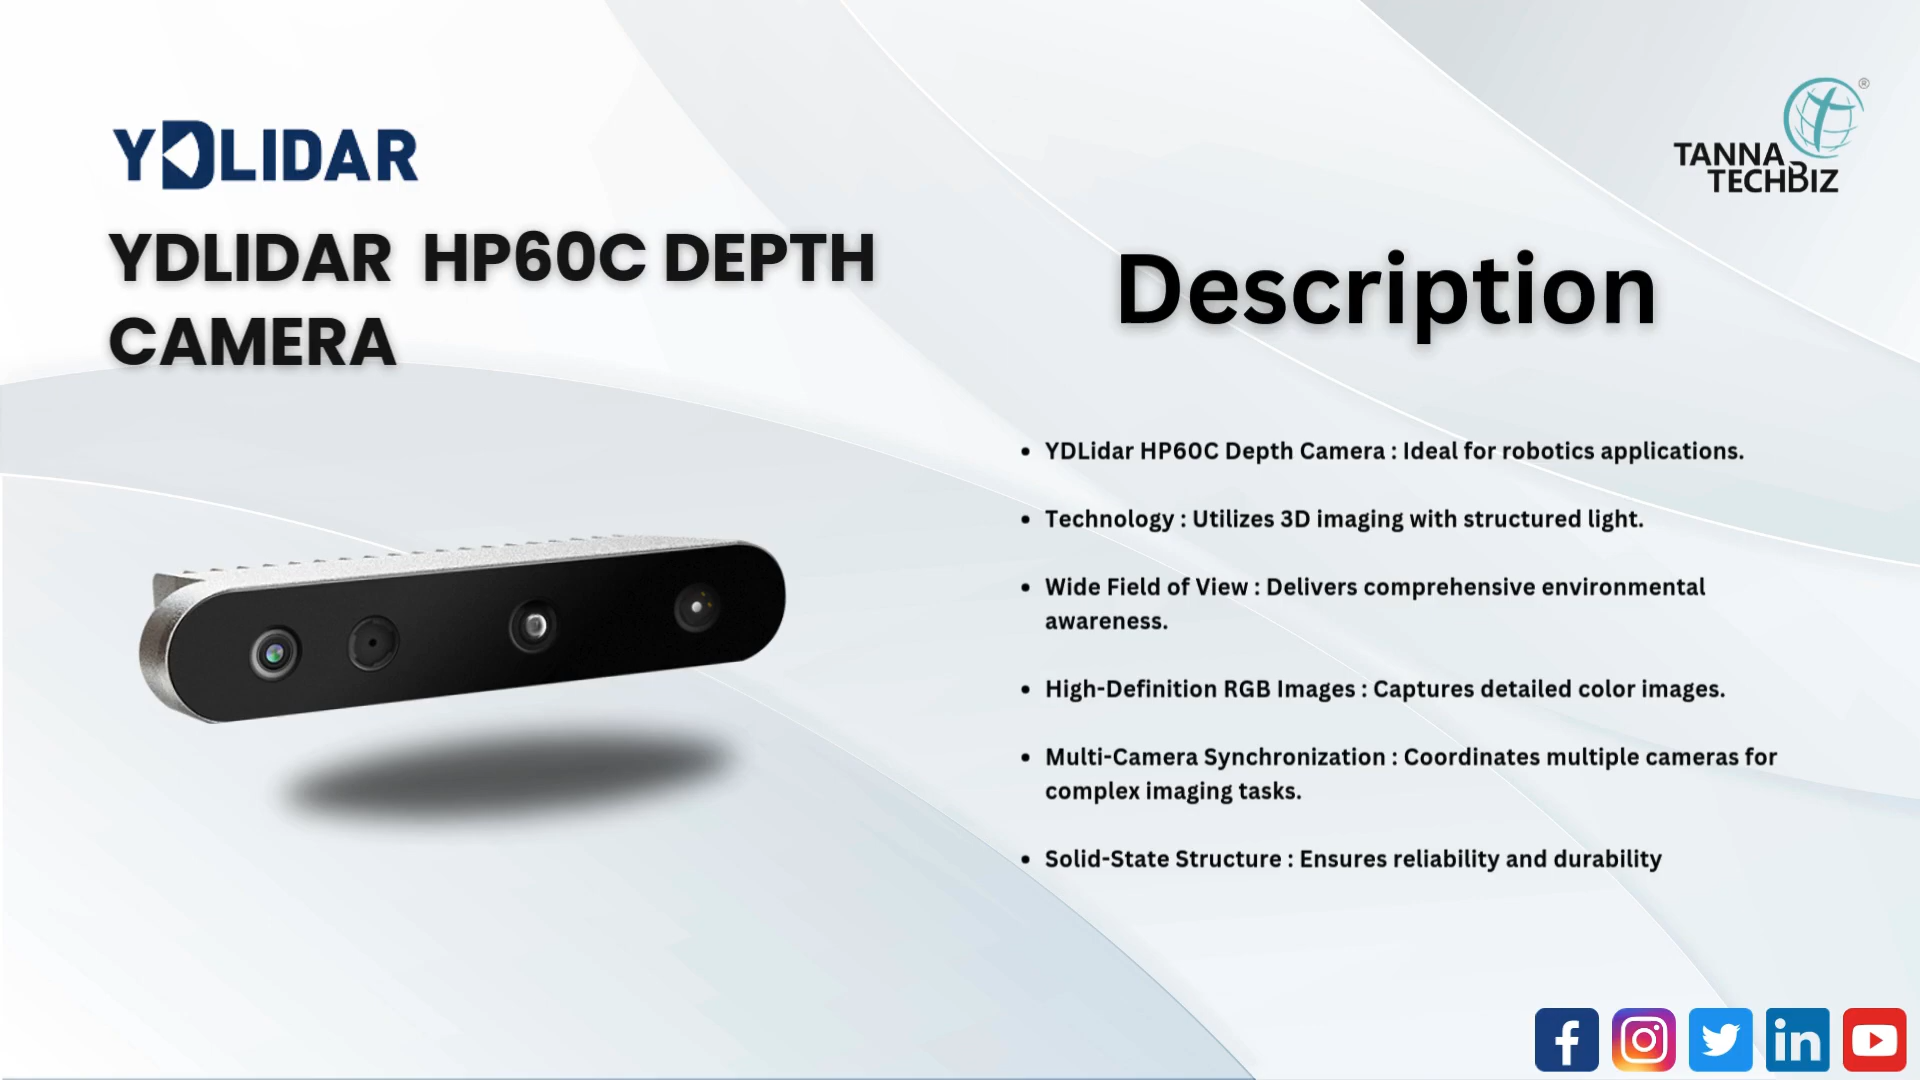 YDLIDAR
YDLIDAR HP60C DEPTH
CAMERA
TANNA
TECHBIZ
®
Description
• YDLidar HP60C Depth Camera : Ideal for robotics applications.
• Technology : Utilizes 3D imaging with structured light.
• Wide Field of View : Delivers comprehensive environmental
awareness.
• High-Definition RGB Images : Captures detailed color images.
• Multi-Camera Synchronization : Coordinates multiple cameras for
complex imaging tasks.
• Solid-State Structure : Ensures reliability and durability